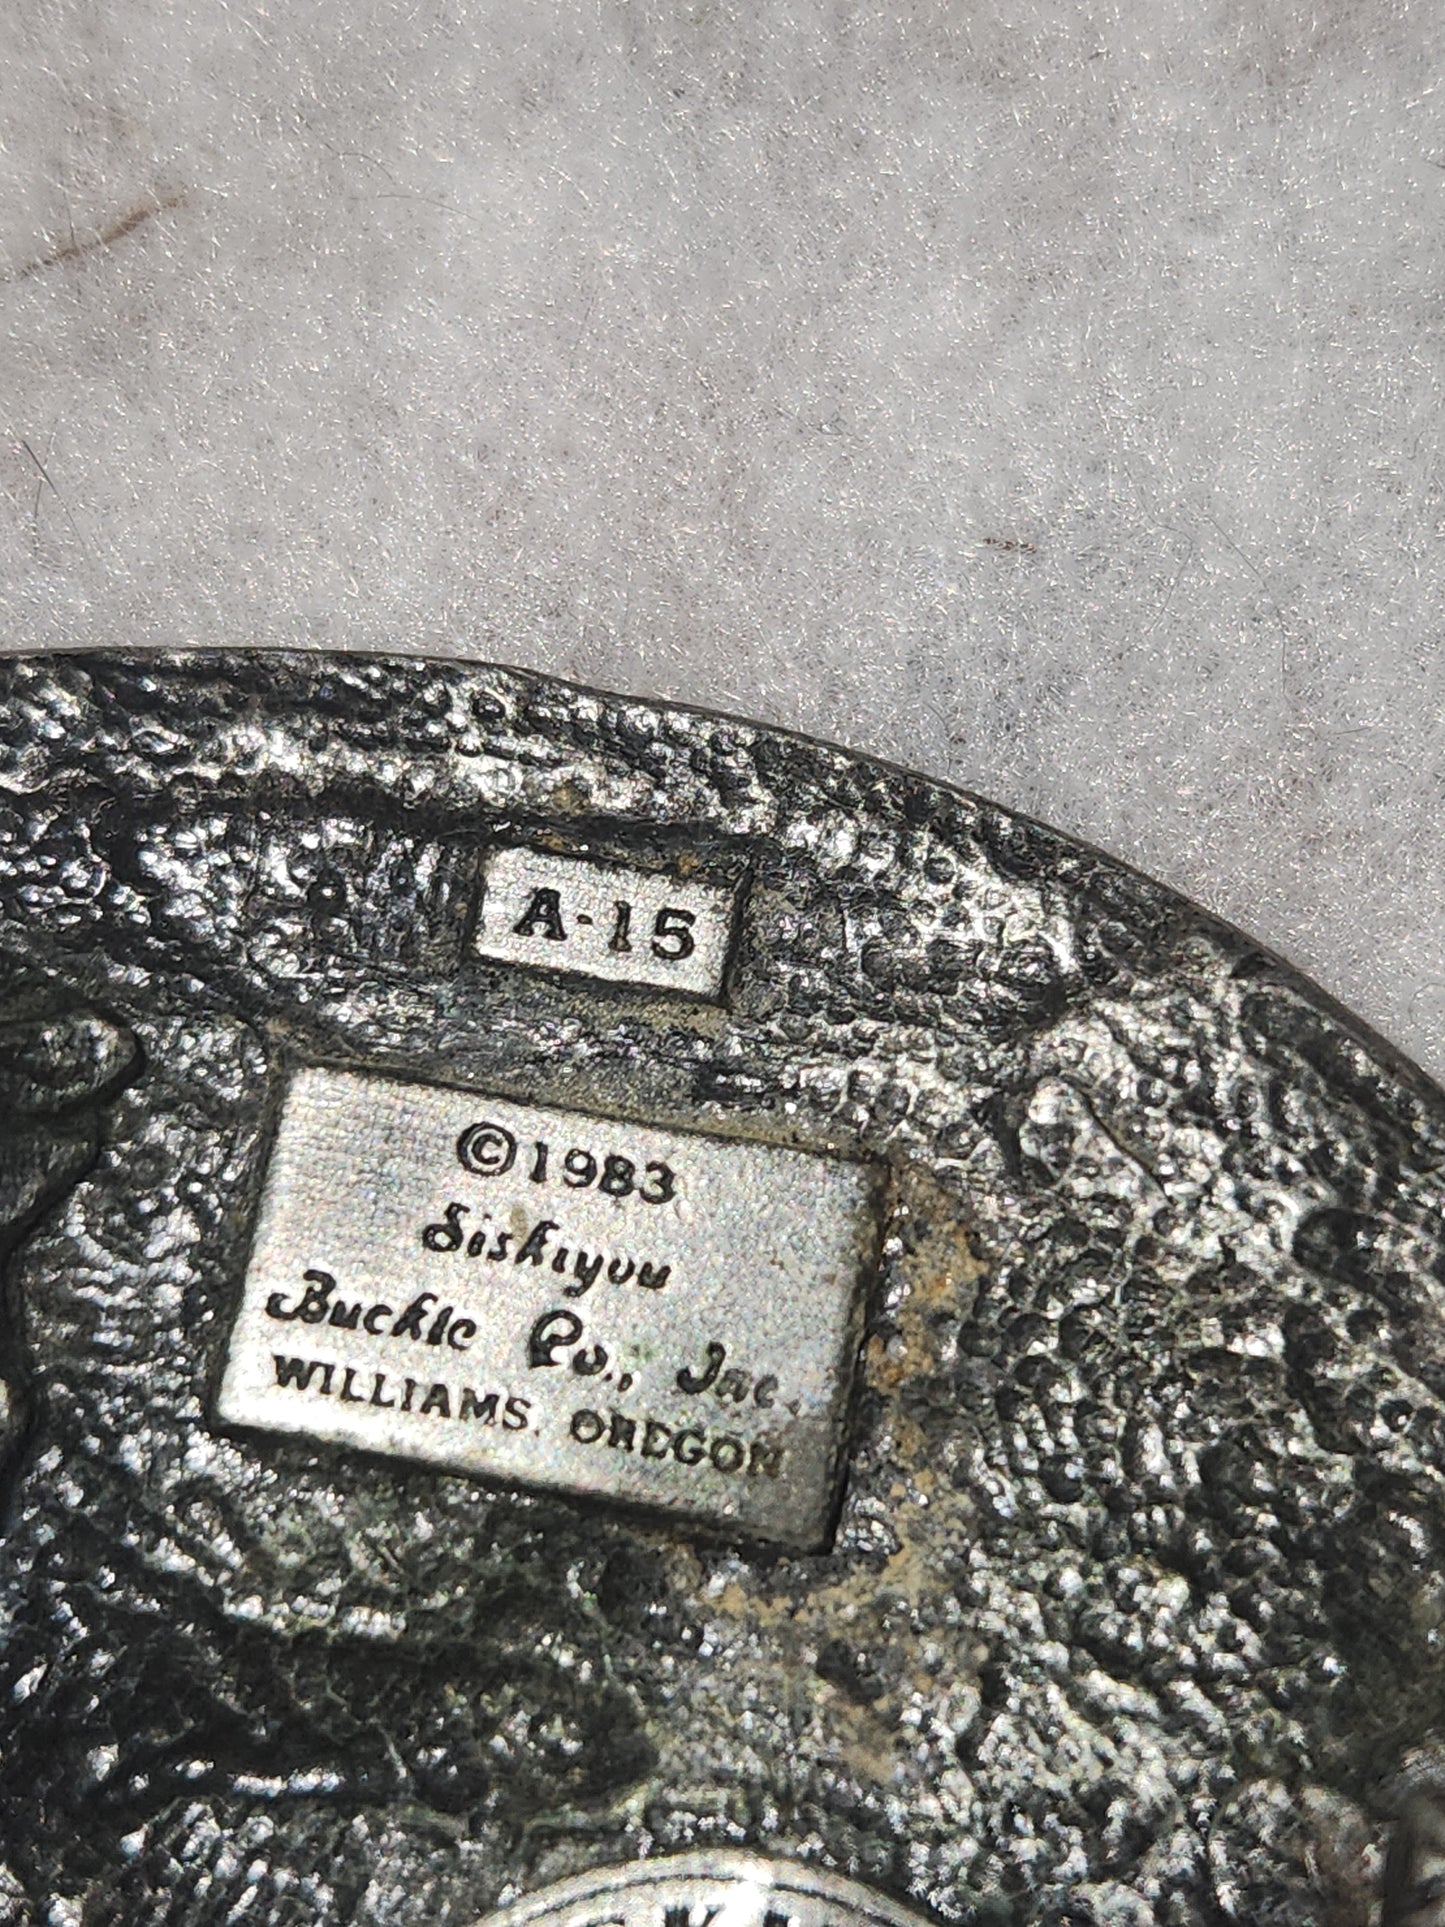 A-15
©1983
Siskiyou
Buckle Co., Inc.
WILLIAMS. OREGON